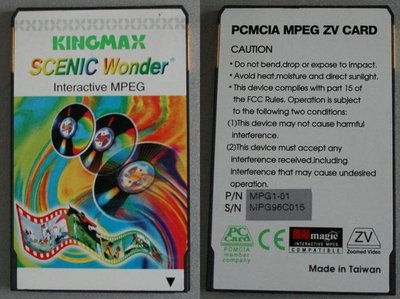 KINGMAX
SCENIC Wonder®
Interactive MPEG
PCMCIA MPEG ZV CARD
CAUTION
• Do not bend,drop or expose to impact.
• Avoid heat,moisture and direct sunlight.
• This device complies with part 15 of
the FCC Rules. Operation is subject
to the following two conditions:
(1)This device may not cause harmful
interference.
(2)This device must accept any
interference received,including
interference that may cause undesired
operation.
P/N MPG1-01
S/N MPG96C015
PC
Card
PCMCIA
member
company
CE
magic
INTERACTIVE MPEG
COMPATIBLE
ZV
Zoomed Video
Made in Taiwan